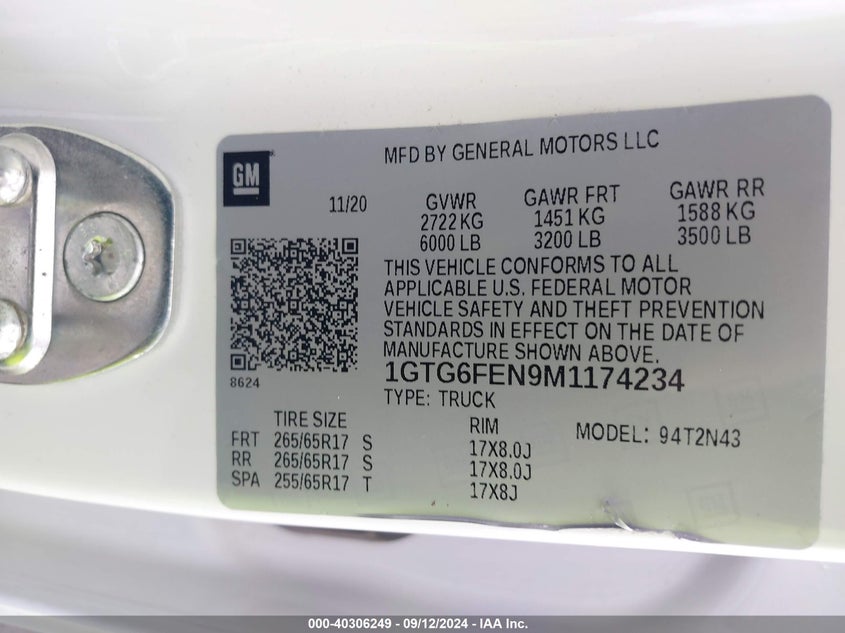 GM
MFD BY GENERAL MOTORS LLC
11/20
GVWR GAWR FRT GAWR RR
2722 KG 1451 KG 1588 KG
6000 LB 3200 LB 3500 LB
THIS VEHICLE CONFORMS TO ALL
APPLICABLE U.S. FEDERAL MOTOR
VEHICLE SAFETY AND THEFT PREVENTION
STANDARDS IN EFFECT ON THE DATE OF
MANUFACTURE SHOWN ABOVE.
8624
1GTG6FEN9M1174234
TYPE: TRUCK
TIRE SIZE RIM
FRT 265/65R17 S 17X8.0J
RR 265/65R17 S 17X8.0J
SPA 255/65R17 T 17X8J
MODEL: 94T2N43
GM
000-40306249 - 09/12/2024 - IAA Inc.